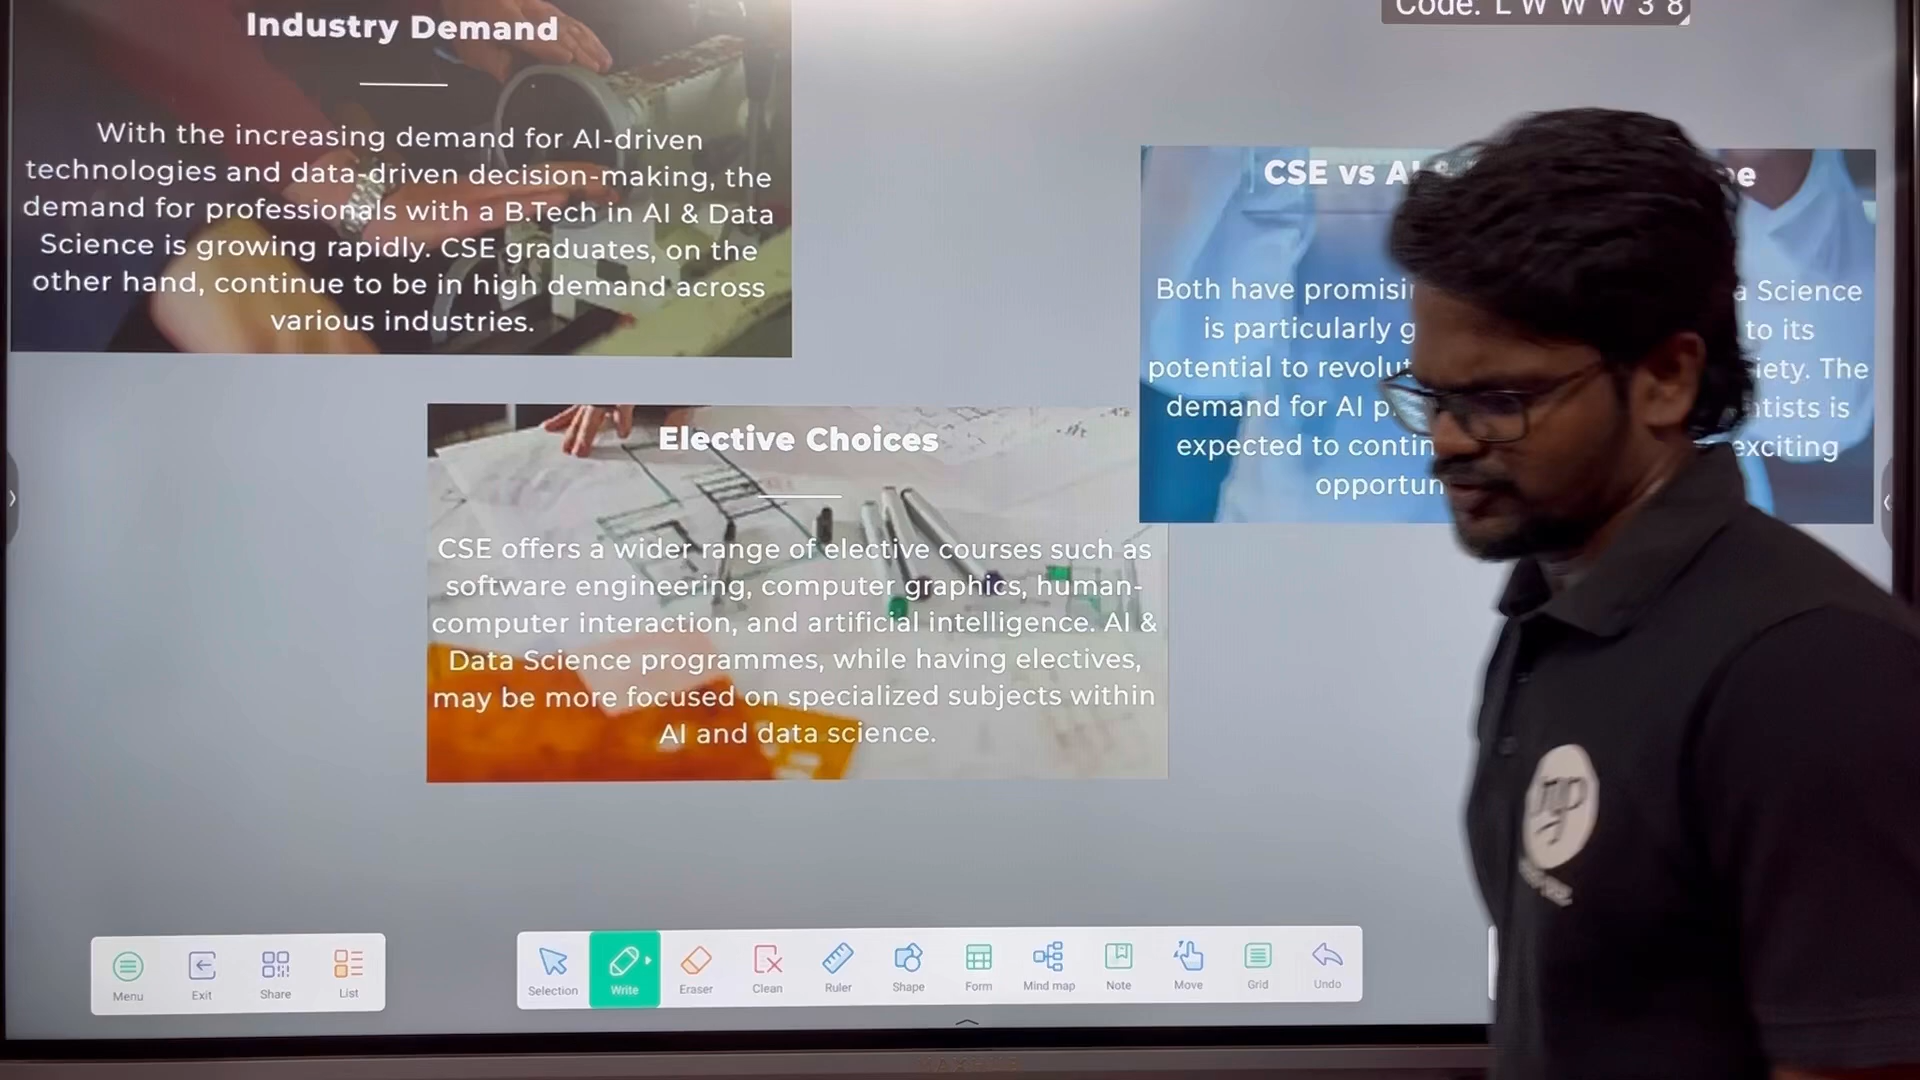 Code: L W W W 3 8
Industry Demand
With the increasing demand for AI-driven
technologies and data-driven decision-making, the
demand for professionals with a B.Tech in AI & Data
Science is growing rapidly. CSE graduates, on the
other hand, continue to be in high demand across
various industries.
CSE vs AI
Both have Science
is particularly to its
potential to The
demand for AI is
expected to exciting
Elective Choices
CSE offers a wider range of elective courses such as
software engineering, computer graphics, human-
computer interaction, and artificial intelligence. AI &
Data Science programmes, while having electives,
may be more focused on specialized subjects within
AI and data science.
Menu
Exit
Share
List
Selection
Write
Eraser
Clean
Ruler
Shape
Form
Mind map
Note
Move
Grid
Undo